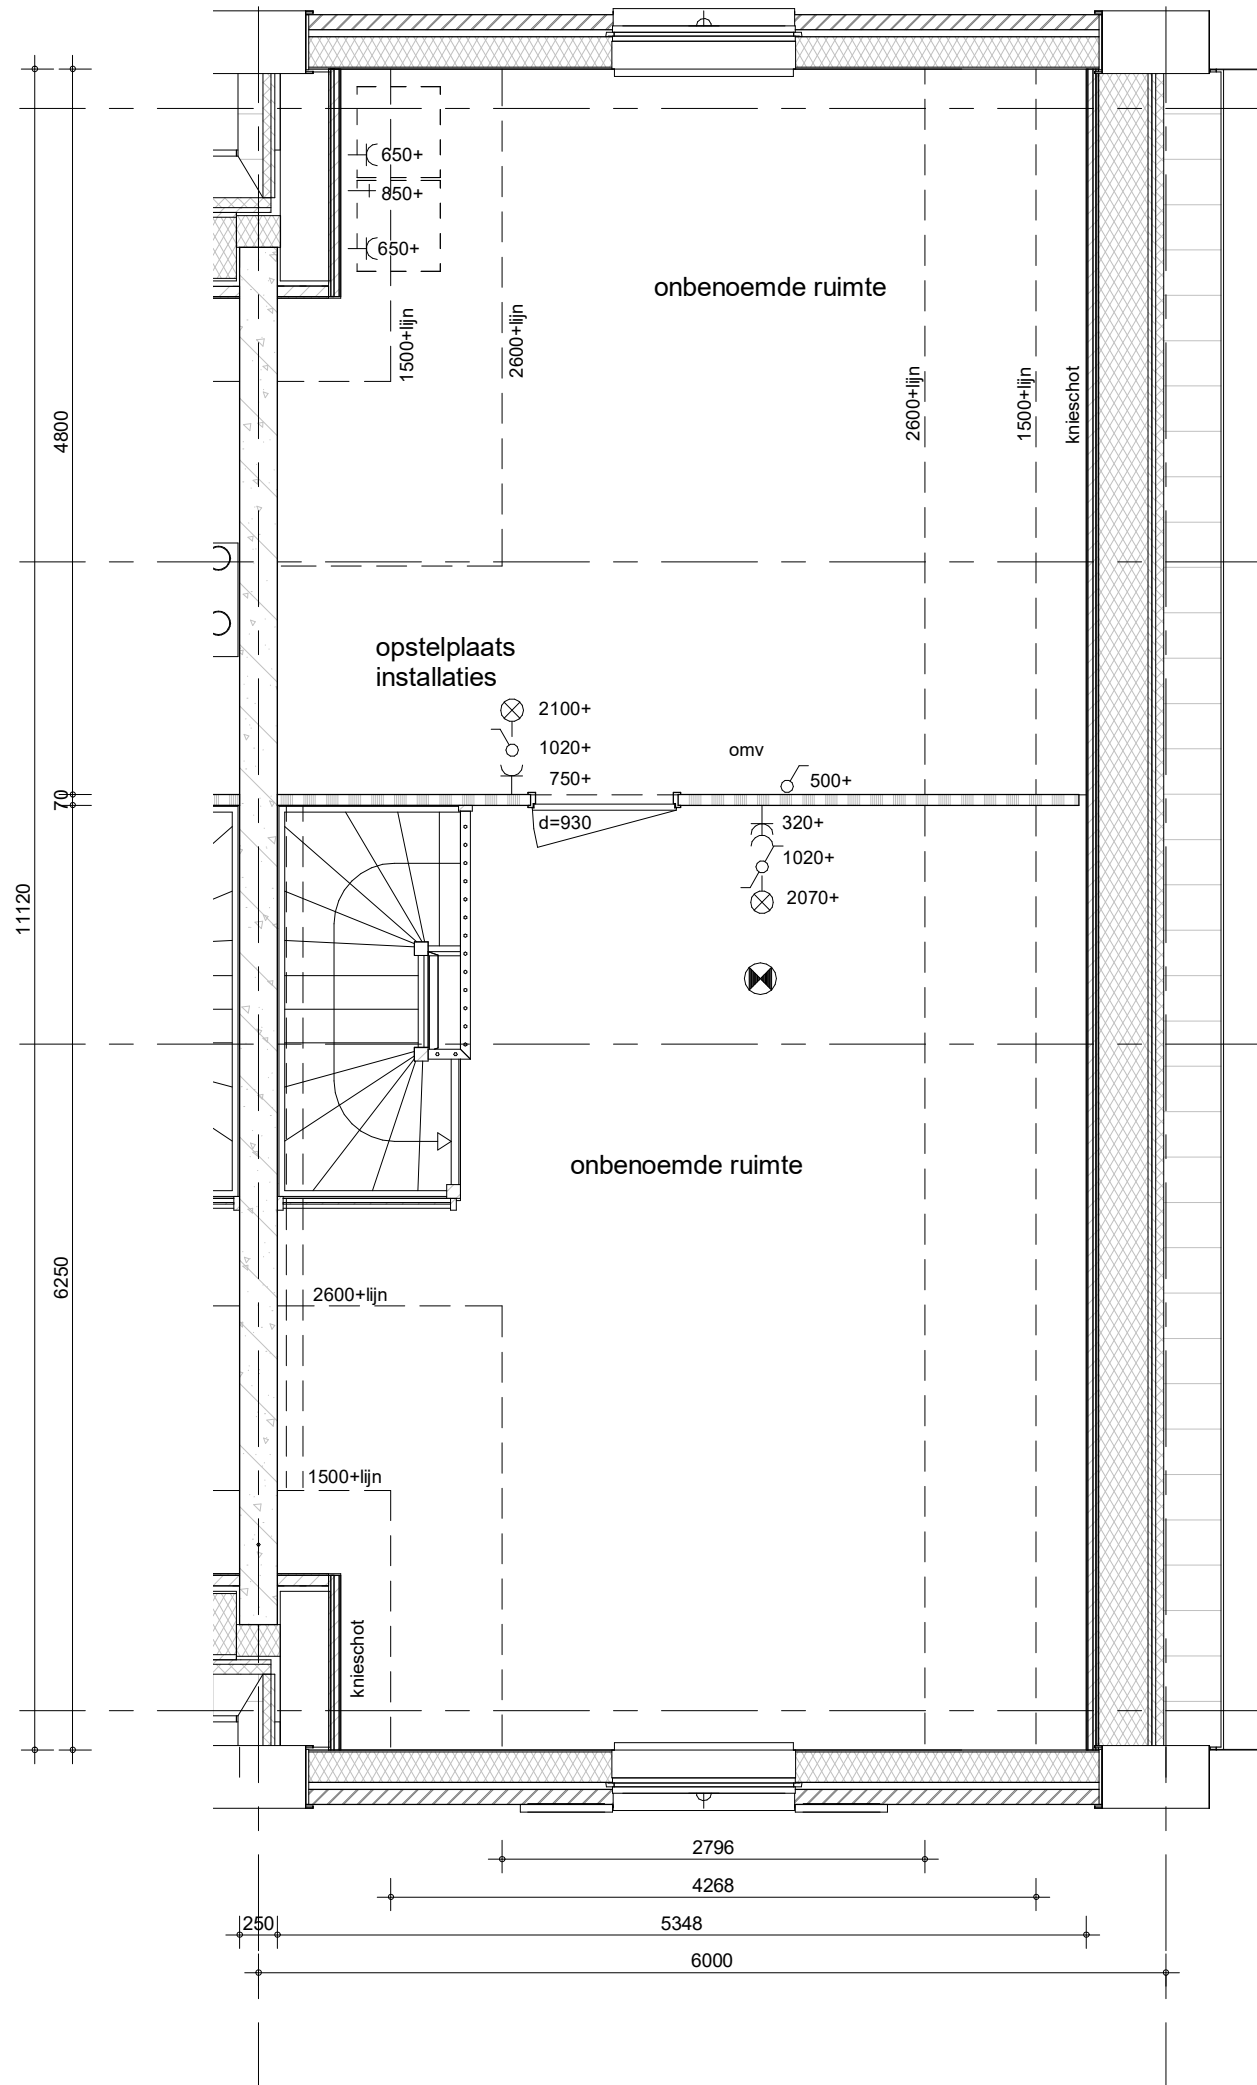 650+
850+
650+
onbenoemde ruimte
1500+lijn
2600+lijn
2600+lijn
1500+lijn
knieschot
4800
opstelplaats
installaties
2100+
1020+
750+
omv
500+
70
d=930
320+
1020+
2070+
11120
onbenoemde ruimte
6250
2600+lijn
1500+lijn
knieschot
2796
4268
250
5348
6000